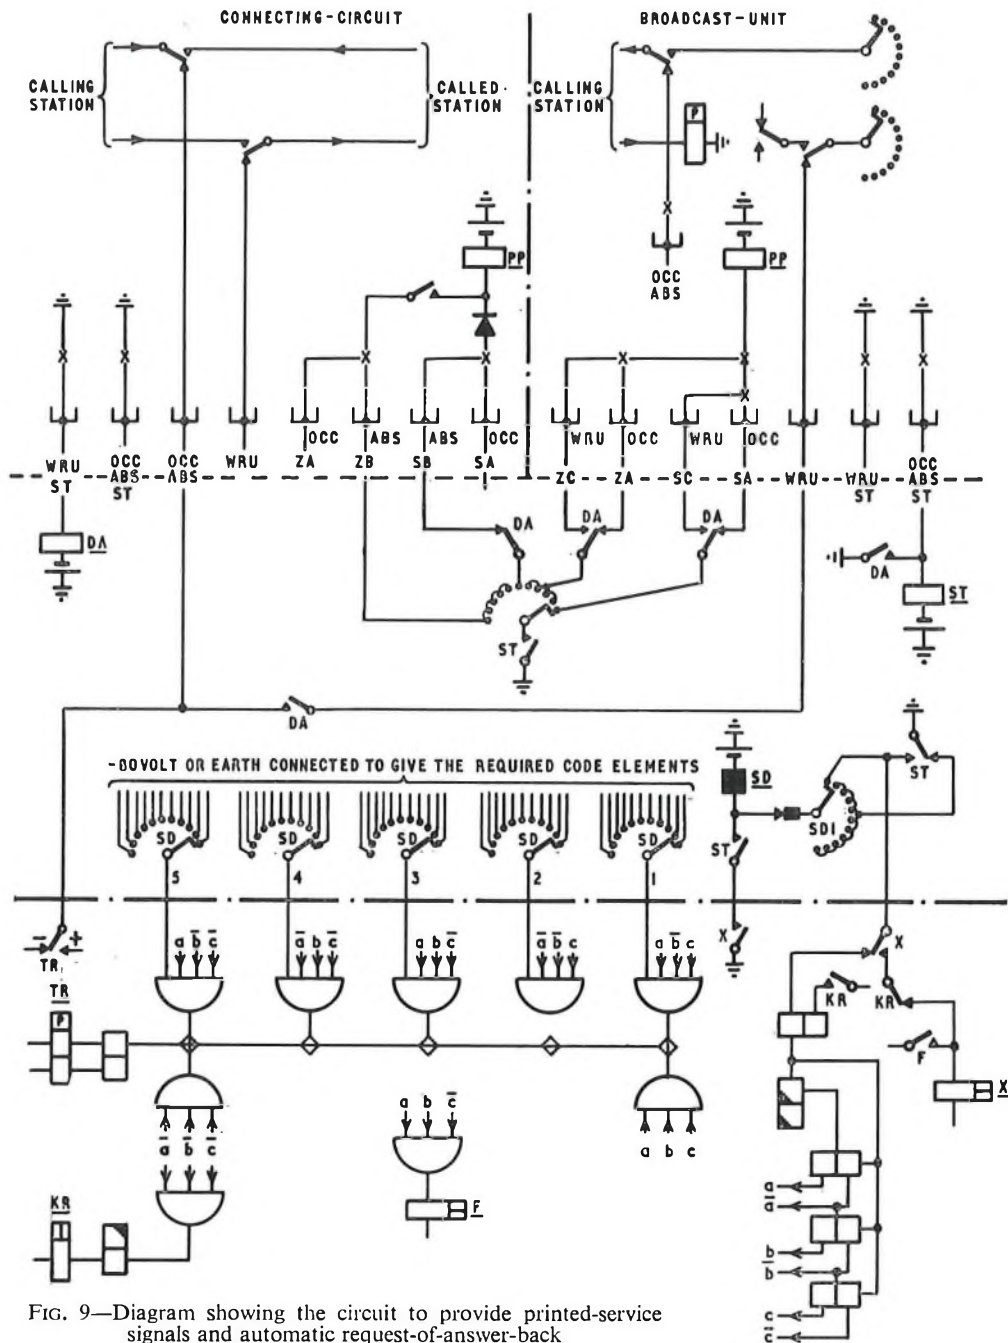 CONNECTING-CIRCUIT
BROADCAST-UNIT
CALLING STATION
CALLED STATION
CALLING STATION
P
X
OCC ABS
PP
PP
X X X X X X X X
WRU ST
OCC ABS ST
OCC ABS
WRU
OCC ABS ABS OCC
ZA ZB SB SA
WRU OCC WRU OCC
ZC ZA SC SA
WRU
WRU ST
OCC ABS ST
DA
DA DA DA
DA
ST
ST
DA
-80VOLT OR EARTH CONNECTED TO GIVE THE REQUIRED CODE ELEMENTS
SD
ST
SD SD SD SD SD
SD1
5 4 3 2 1
ST
- +
TR
X
X
a b̄ c̄
ā b c̄
a b c̄
ā b̄ c
a b̄ c
TR
P
KR KR
F
X
ā b̄ c̄
a b c̄
a b c
F
KR
a
ā
b
b̄
c
c̄
FIG. 9—Diagram showing the circuit to provide printed-service
signals and automatic request-of-answer-back